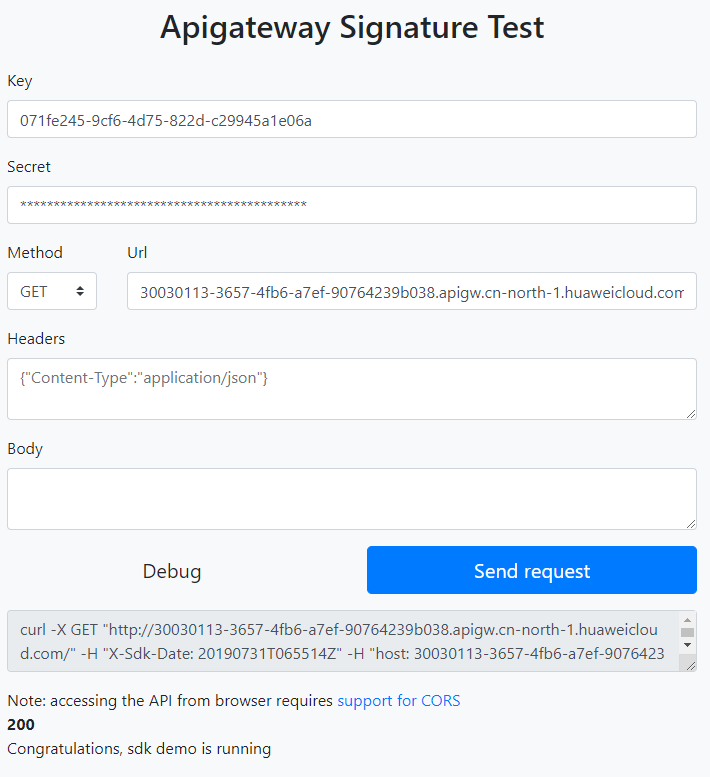 Apigateway Signature Test
Key
071fe245-9cf6-4d75-822d-c29945a1e06a
Secret
*******************************************
Method Url
GET 30030113-3657-4fb6-a7ef-90764239b038.apigw.cn-north-1.huaweicloud.com
Headers
{"Content-Type":"application/json"}
Body
Debug Send request
curl -X GET "http://30030113-3657-4fb6-a7ef-90764239b038.apigw.cn-north-1.huaweiclou
d.com/" -H "X-Sdk-Date: 20190731T065514Z" -H "host: 30030113-3657-4fb6-a7ef-9076423
Note: accessing the API from browser requires support for CORS
200
Congratulations, sdk demo is running